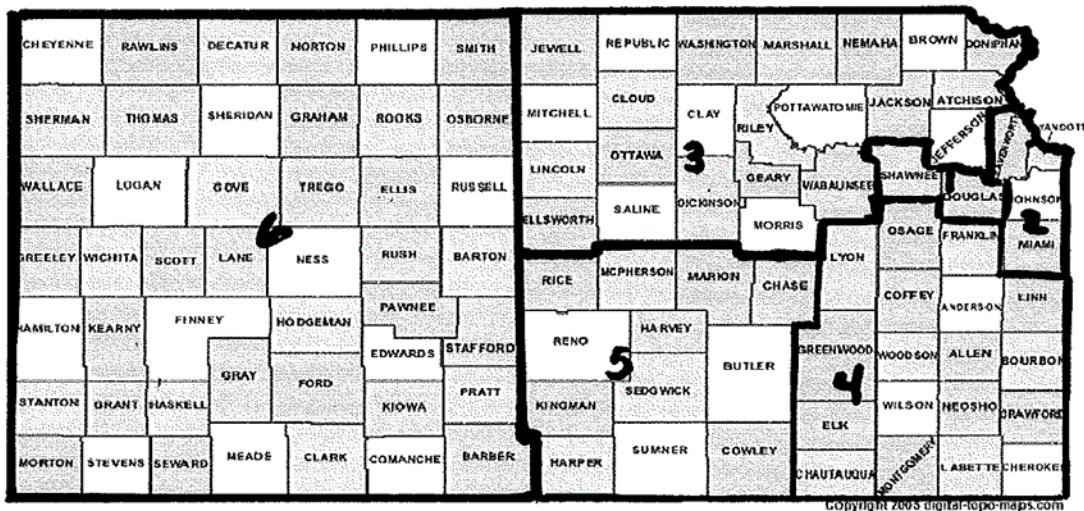 CHEYENNE RAWLINS DECATUR NORTON PHILLIPS SMITH JEWELL REPUBLIC WASHINGTON MARSHALL NEMAHA BROWN DONIPHAN
SHERMAN THOMAS SHERIDAN GRAHAM ROOKS OSBORNE MITCHELL CLOUD CLAY RILEY POTTAWATOMIE JACKSON ATCHISON
JEFFERSON
WALLACE LOGAN GOVE TREGO ELLIS RUSSELL LINCOLN OTTAWA 3 GEARY WABAUNSEE SHAWNEE 1 DOUGLAS JOHNSON
ELLSWORTH SALINE DICKINSON MORRIS 2
GREELEY WICHITA SCOTT LANE 6 NESS RUSH BARTON RICE MCPHERSON MARION CHASE LYON OSAGE FRANKLIN MIAMI
HAMILTON KEARNY FINNEY HODGEMAN PAWNEE STAFFORD RENO HARVEY COFFEY ANDERSON LINN
GRAY FORD EDWARDS 5 SEDGWICK BUTLER GREENWOOD 4 WOODSON ALLEN BOURBON
STANTON GRANT HASKELL KIOWA PRATT KINGMAN ELK WILSON NEOSHO CRAWFORD
MORTON STEVENS SEWARD MEADE CLARK COMANCHE BARBER HARPER SUMNER COWLEY CHAUTAUQUA MONTGOMERY LABETTE CHEROKEE
Copyright 2005 digital-topo-maps.com